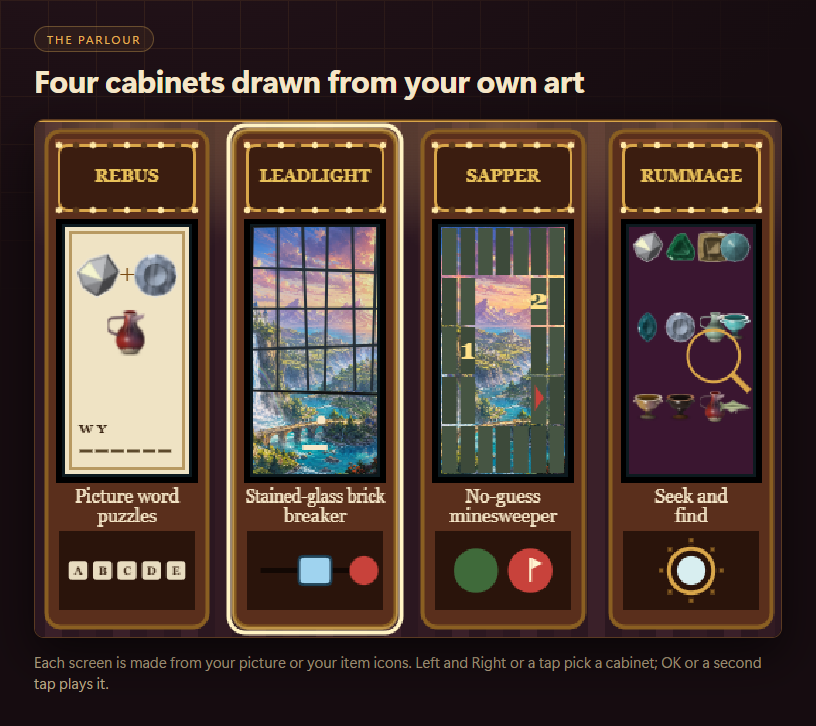 THE PARLOUR
Four cabinets drawn from your own art
REBUS
W Y
Picture word
puzzles
A B C D E
LEADLIGHT
Stained-glass brick
breaker
SAPPER
2
1
No-guess
minesweeper
RUMMAGE
Seek and
find
Each screen is made from your picture or your item icons. Left and Right or a tap pick a cabinet; OK or a second
tap plays it.